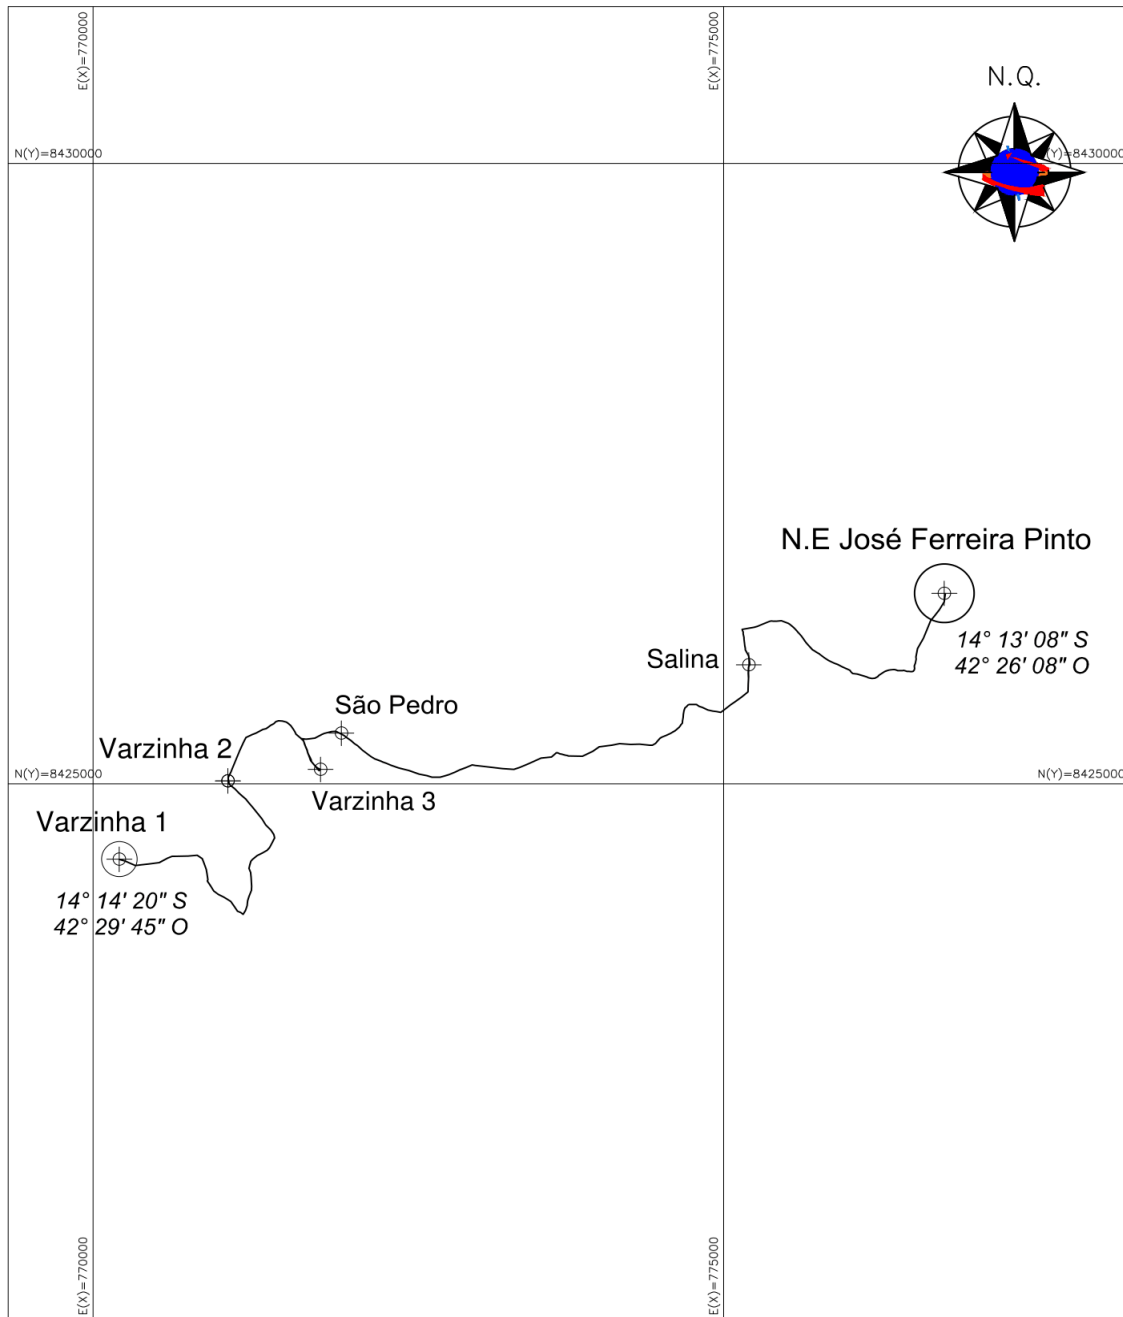 E(X)=770000
E(X)=775000
N.Q.
N(Y)=8430000
(Y)=8430000
N.E José Ferreira Pinto
14° 13' 08" S
42° 26' 08" O
Salina
São Pedro
Varzinha 2
N(Y)=8425000
N(Y)=8425000
Varzinha 3
Varzinha 1
14° 14' 20" S
42° 29' 45" O
E(X)=770000
E(X)=775000